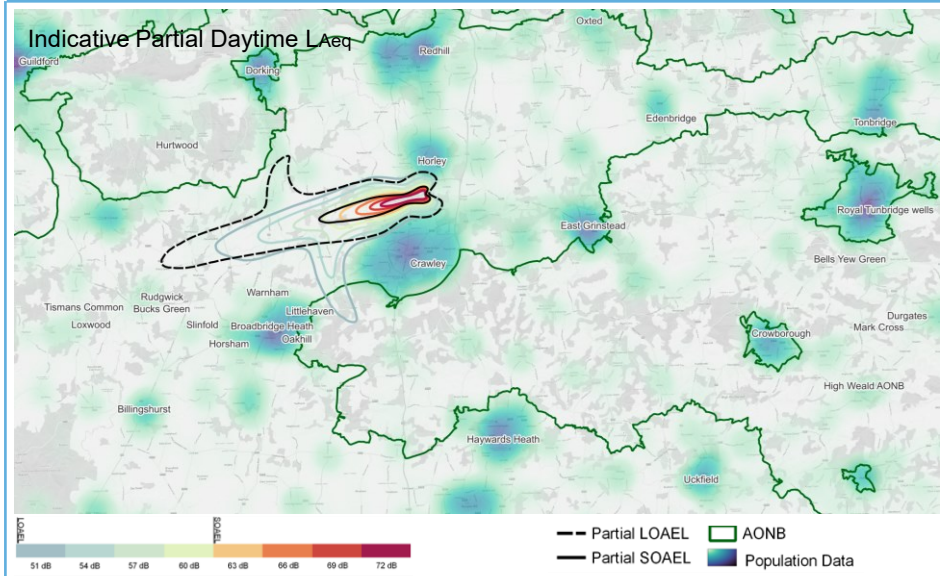 Indicative Partial Daytime LAeq
Oxted
Guildford
Redhill
Dorking
Edenbridge
Tonbridge
Hurtwood
Horley
Royal Tunbridge wells
East Grinstead
Crawley
Bells Yew Green
Warnham
Rudgwick
Tismans Common
Bucks Green
Littlehaven
Loxwood
Slinfold
Broadbridge Heath
Durgates
Mark Cross
Crowborough
Horsham
Oakhill
High Weald AONB
Billingshurst
Haywards Heath
Uckfield
LOAEL
SOAEL
51 dB 54 dB 57 dB 60 dB 63 dB 66 dB 69 dB 72 dB
Partial LOAEL
AONB
Partial SOAEL
Population Data